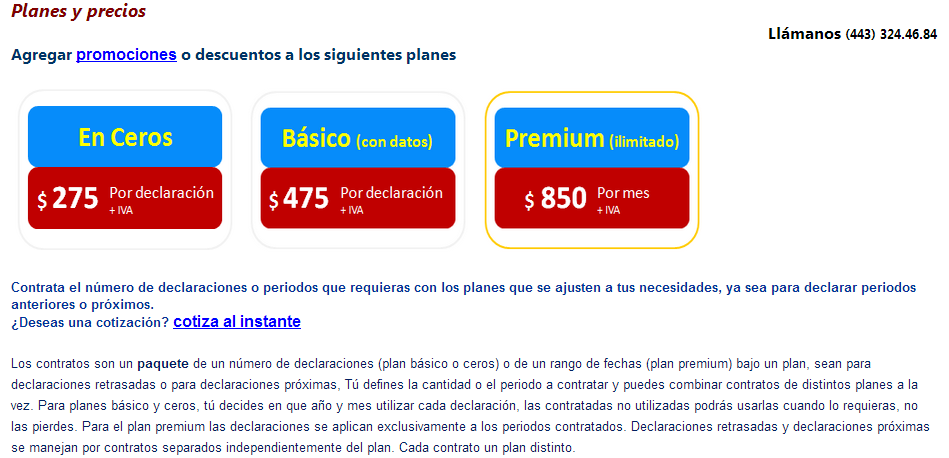 Planes y precios
Llámanos (443) 324.46.84
Agregar promociones o descuentos a los siguientes planes
En Ceros
$ 275 Por declaración
+ IVA
Básico (con datos)
$ 475 Por declaración
+ IVA
Premium (ilimitado)
$ 850 Por mes
+ IVA
Contrata el número de declaraciones o periodos que requieras con los planes que se ajusten a tus necesidades, ya sea para declarar periodos
anteriores o próximos.
¿Deseas una cotización? cotiza al instante
Los contratos son un paquete de un número de declaraciones (plan básico o ceros) o de un rango de fechas (plan premium) bajo un plan, sean para
declaraciones retrasadas o para declaraciones próximas, Tú defines la cantidad o el periodo a contratar y puedes combinar contratos de distintos planes a la
vez. Para planes básico y ceros, tú decides en que año y mes utilizar cada declaración, las contratadas no utilizadas podrás usarlas cuando lo requieras, no
las pierdes. Para el plan premium las declaraciones se aplican exclusivamente a los periodos contratados. Declaraciones retrasadas y declaraciones próximas
se manejan por contratos separados independientemente del plan. Cada contrato un plan distinto.